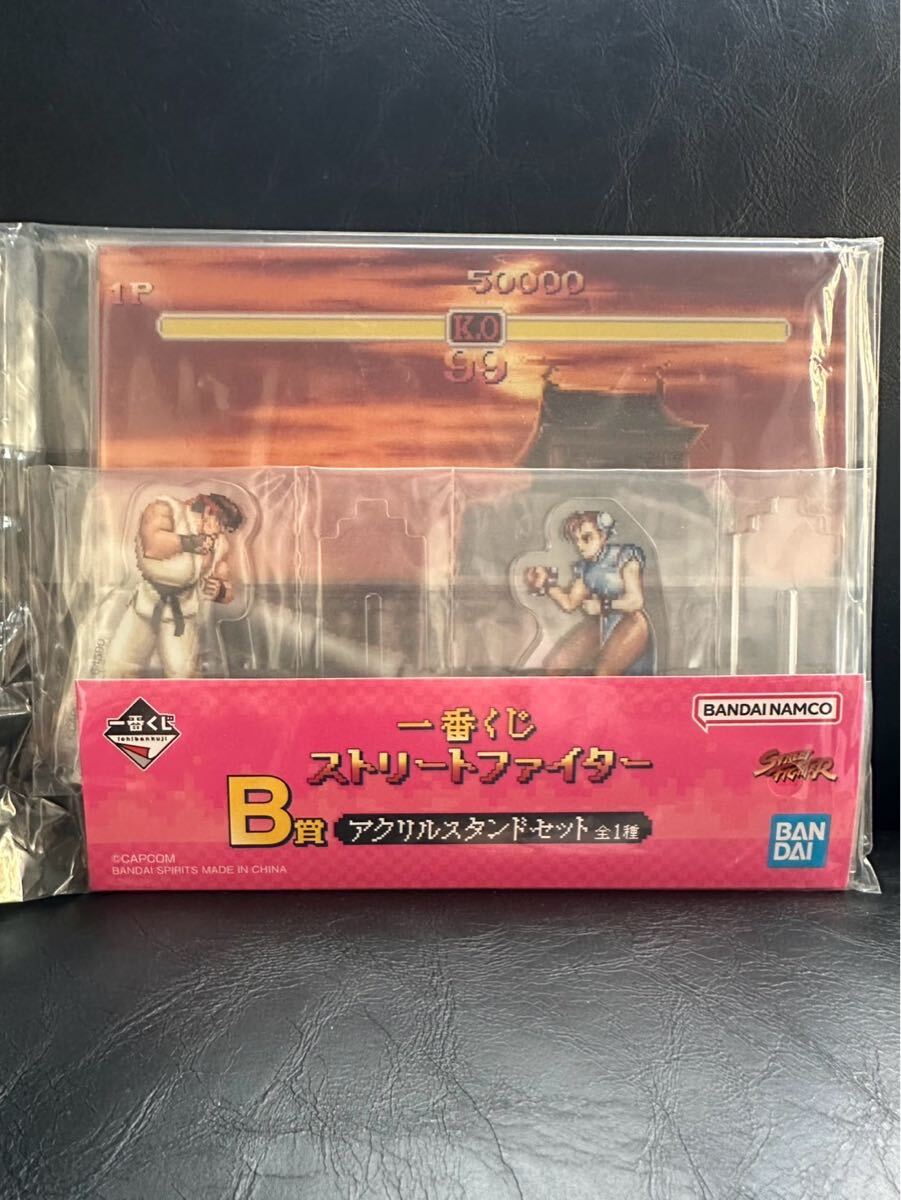 1P
50000
K.O
99
一番くじ
Ichibankuji
一番くじ
ストリートファイター
B賞 アクリルスタンドセット 全1種
BANDAI NAMCO
STREET FIGHTER
BAN
DAI
©CAPCOM
BANDAI SPIRITS MADE IN CHINA